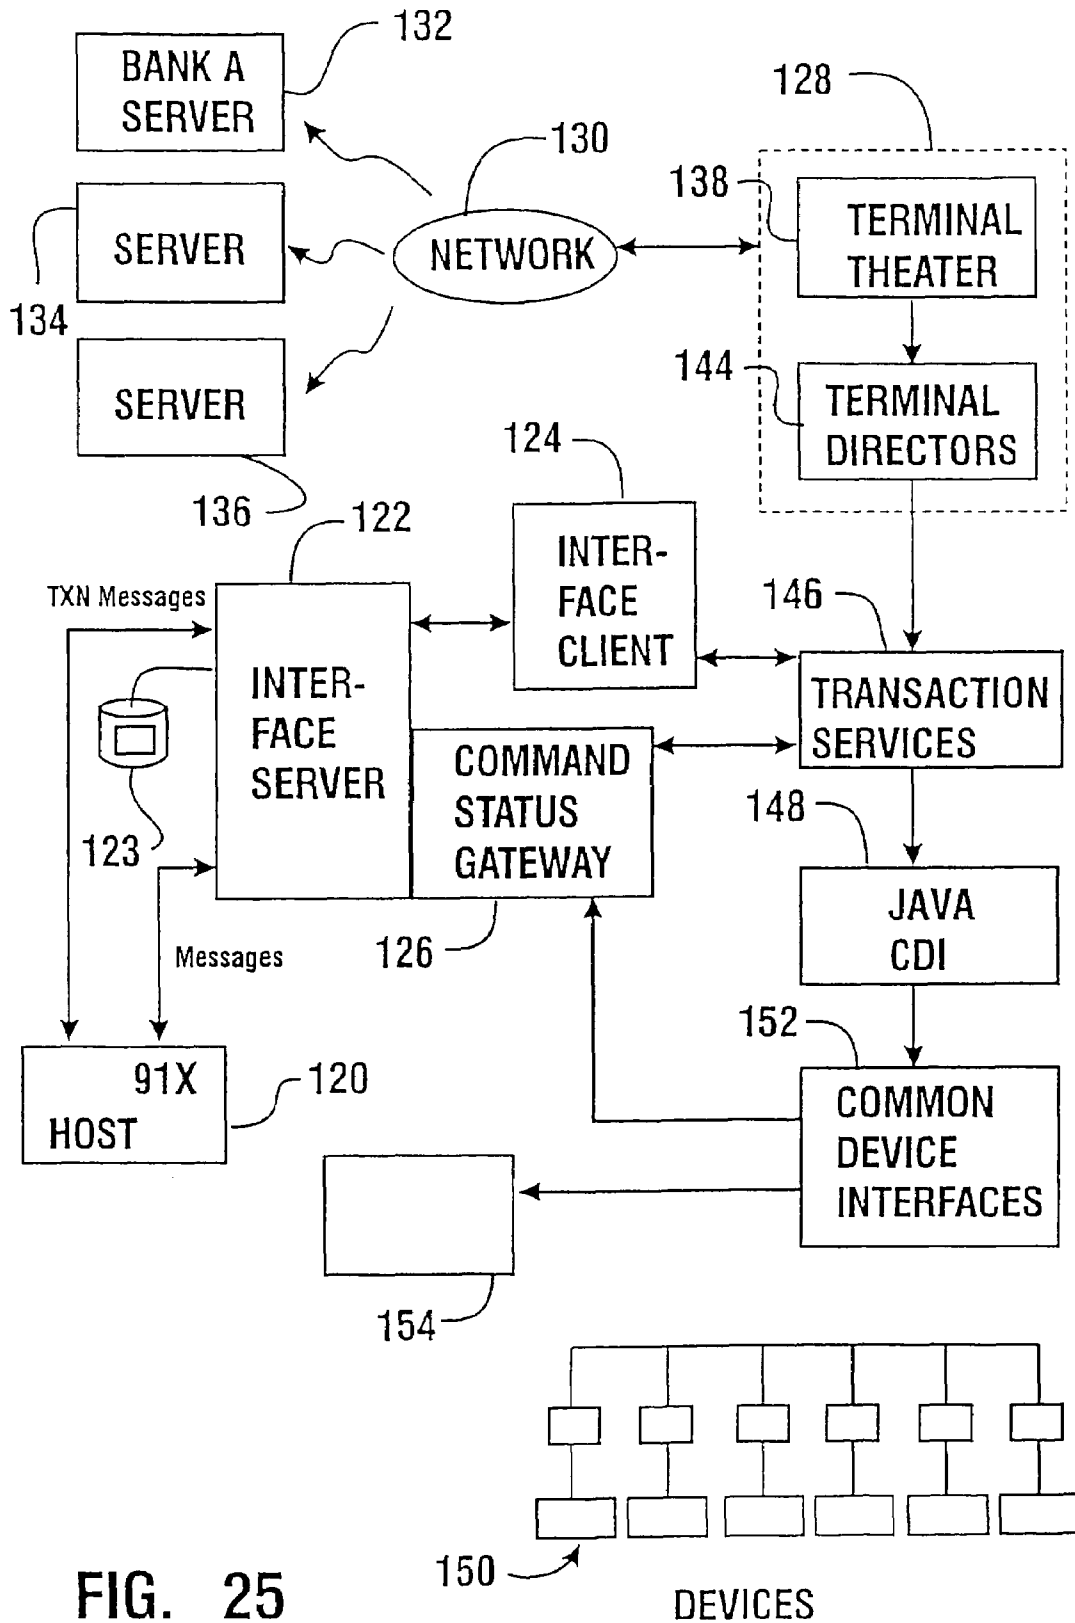 132
BANK A
SERVER
128
130
138
TERMINAL
THEATER
SERVER
NETWORK
134
144
TERMINAL
DIRECTORS
SERVER
124
136
122
INTER-
FACE
CLIENT
TXN Messages
146
INTER-
FACE
SERVER
TRANSACTION
SERVICES
COMMAND
STATUS
GATEWAY
148
123
JAVA
CDI
126
Messages
152
91X
HOST
120
COMMON
DEVICE
INTERFACES
154
150
FIG. 25
DEVICES